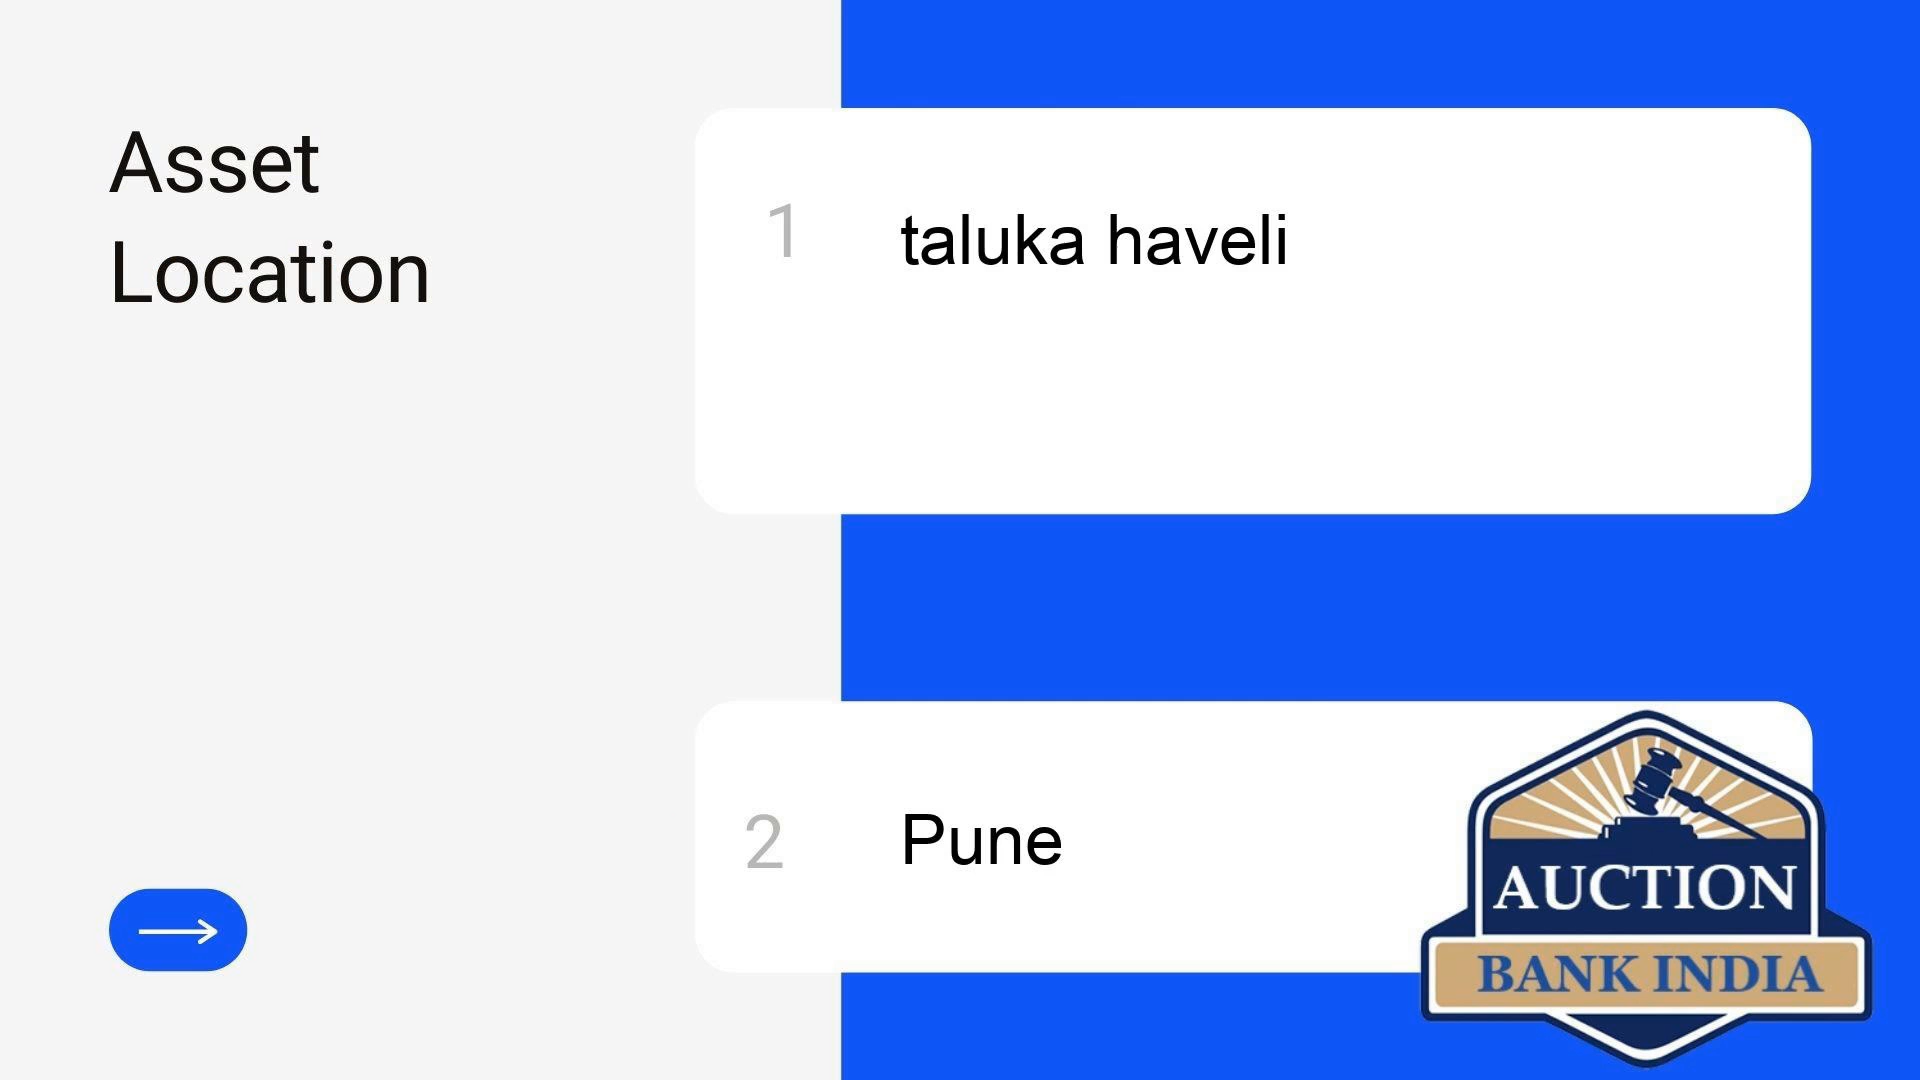 Asset
Location
1
taluka haveli
2
Pune
AUCTION
BANK INDIA